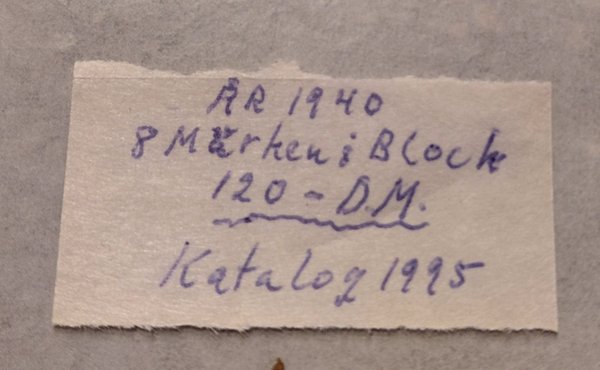 ÅR 1940
8 Märken i Block
120 - D.M.
Katalog 1995